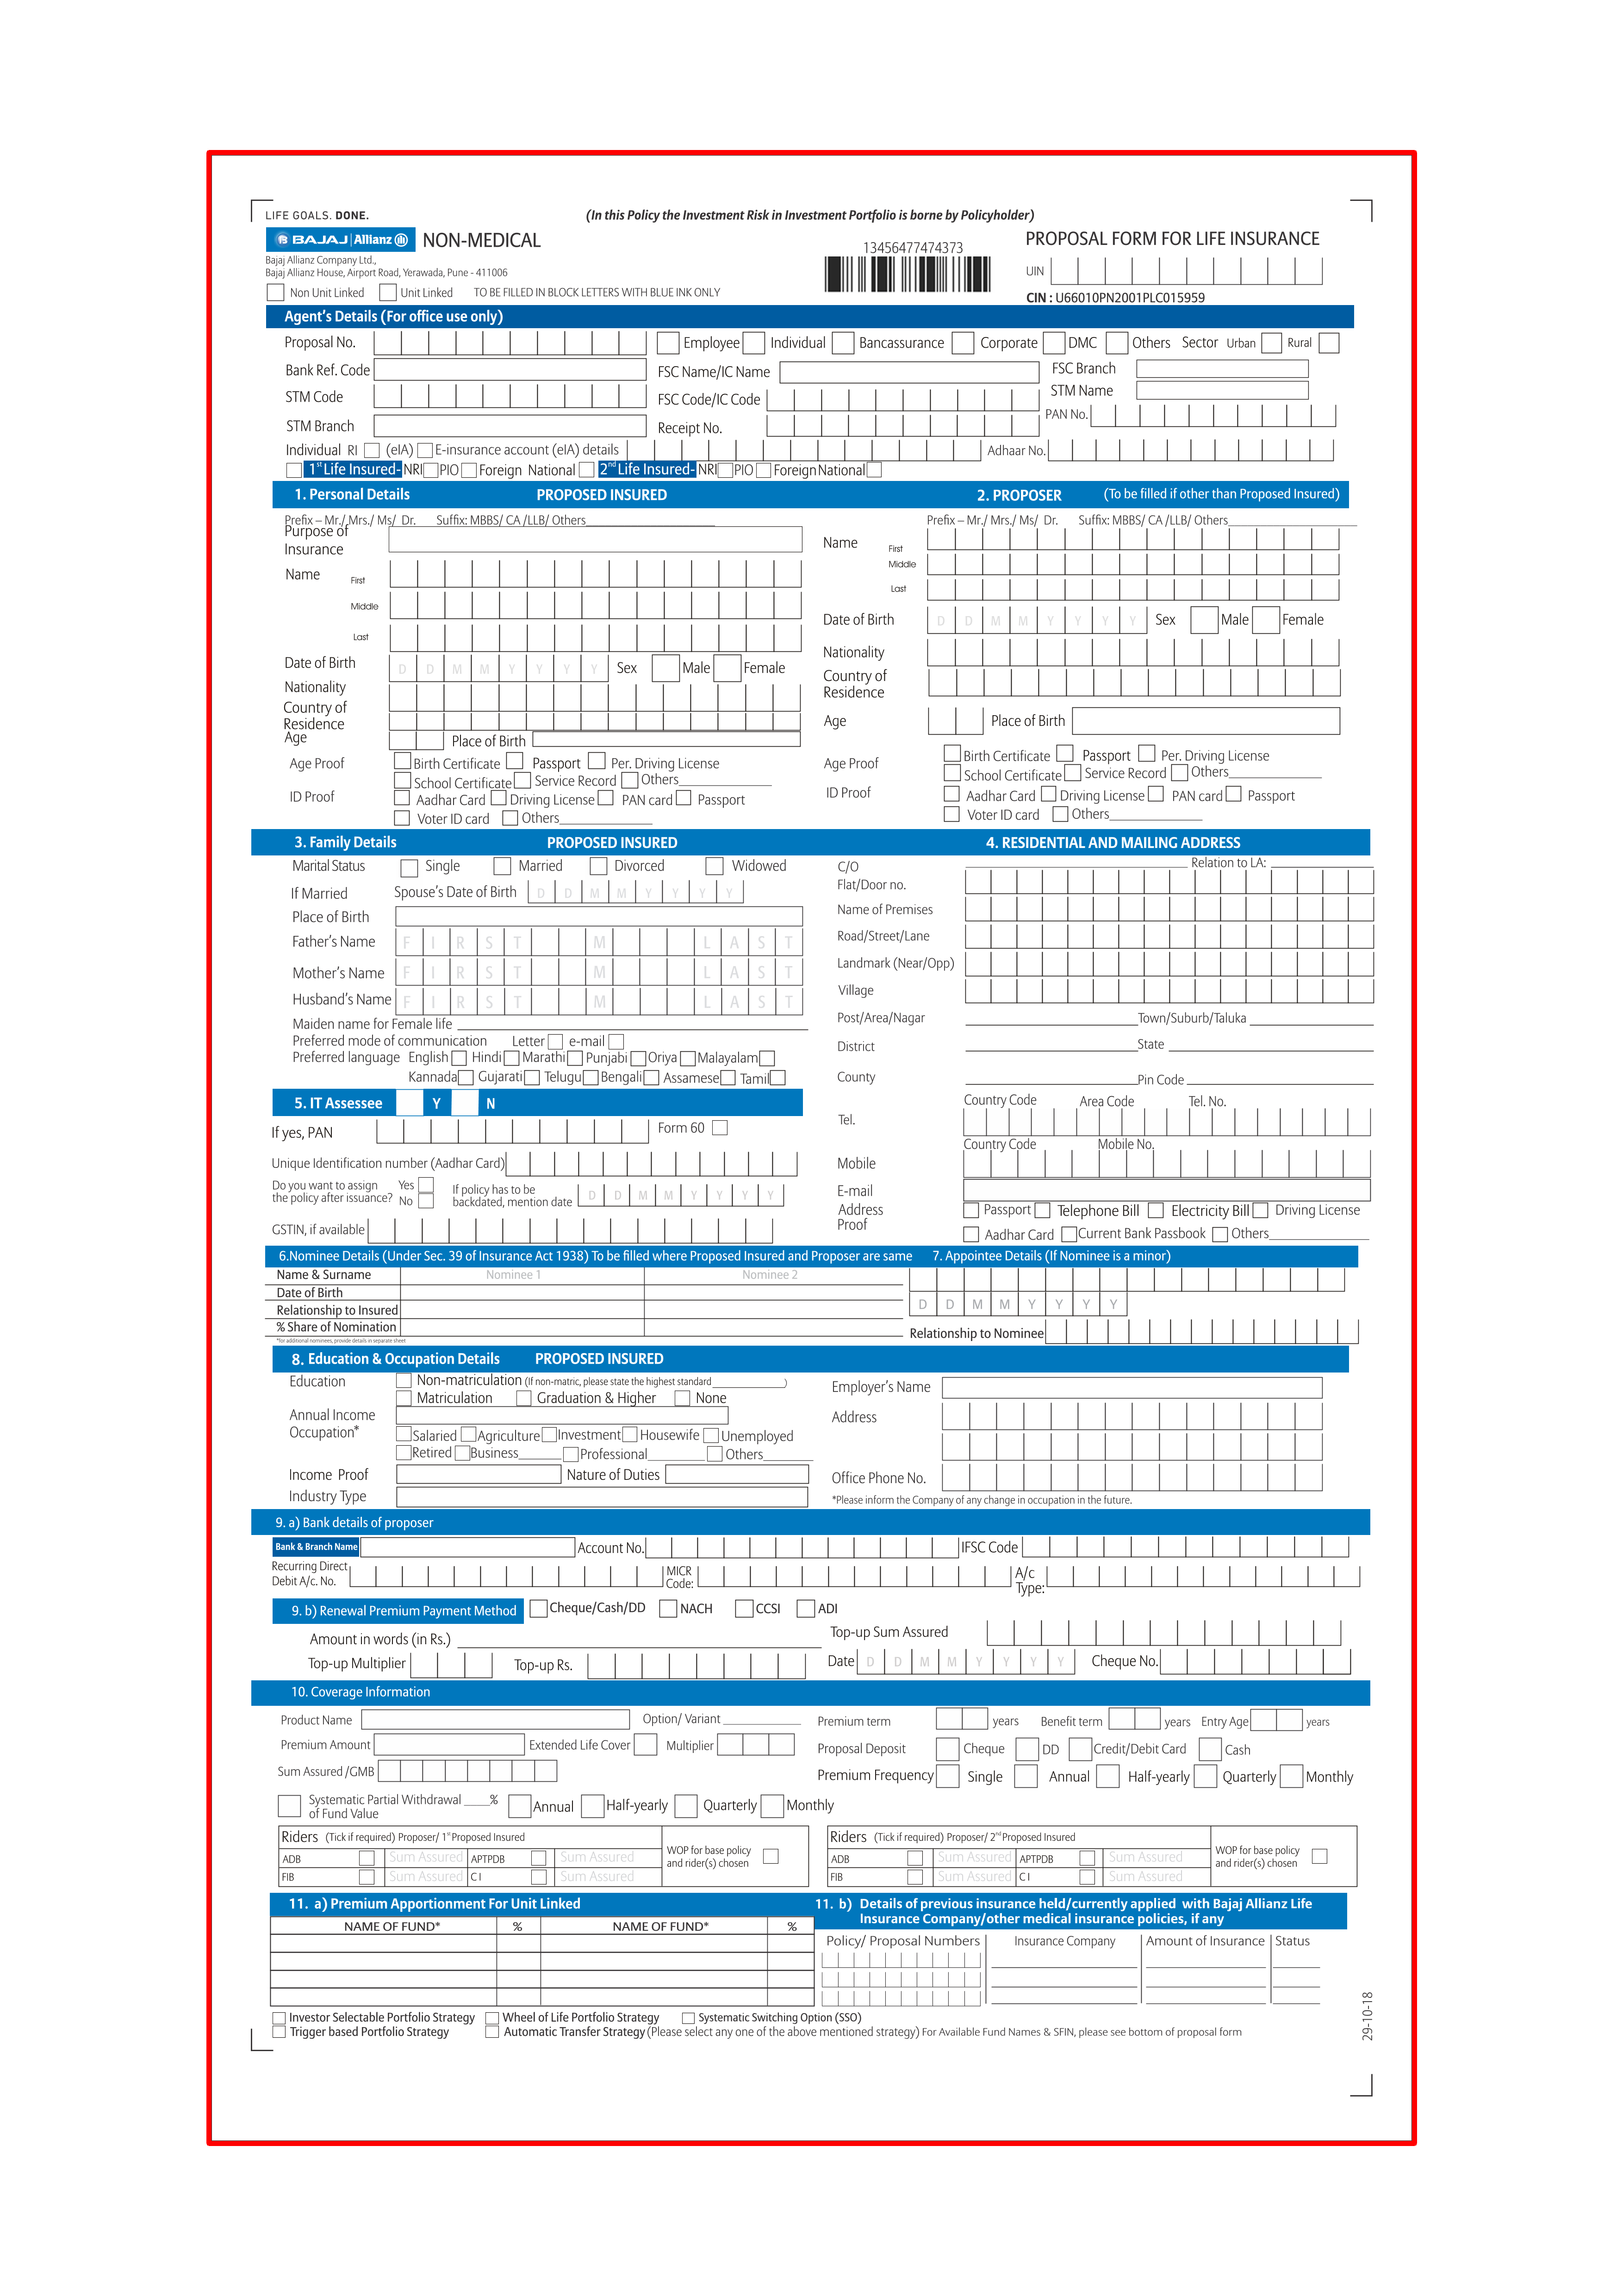 LIFE GOALS. DONE.
(In this Policy the Investment Risk in Investment Portfolio is borne by Policyholder)
BAJAJ Allianz
NON-MEDICAL
13456477474373
PROPOSAL FORM FOR LIFE INSURANCE
Bajaj Allianz Company Ltd.,
Bajaj Allianz House, Airport Road, Yerawada, Pune - 411006
UIN
Non Unit Linked Unit Linked TO BE FILLED IN BLOCK LETTERS WITH BLUE INK ONLY
CIN : U66010PN2001PLC015959
Agent's Details (For office use only)
Proposal No. Employee Individual Bancassurance Corporate DMC Others Sector Urban Rural
Bank Ref. Code FSC Name/IC Name FSC Branch
STM Code FSC Code/IC Code STM Name
STM Branch Receipt No. PAN No.
Individual RI (eIA) E-insurance account (eIA) details Adhaar No.
1st Life Insured- NRI PIO Foreign National 2nd Life Insured- NRI PIO Foreign National
1. Personal Details PROPOSED INSURED 2. PROPOSER (To be filled if other than Proposed Insured)
Prefix – Mr./ Mrs./ Ms/ Dr. Suffix: MBBS/ CA /LLB/ Others
Purpose of
Insurance
Name First
Middle
Last
Date of Birth D D M M Y Y Y Y Sex Male Female
Nationality
Country of
Residence
Age Place of Birth
Age Proof Birth Certificate Passport Per. Driving License
School Certificate Service Record Others
ID Proof Aadhar Card Driving License PAN card Passport
Voter ID card Others
Prefix – Mr./ Mrs./ Ms/ Dr. Suffix: MBBS/ CA /LLB/ Others
Name First
Middle
Last
Date of Birth D D M M Y Y Y Y Sex Male Female
Nationality
Country of
Residence
Age Place of Birth
Age Proof Birth Certificate Passport Per. Driving License
School Certificate Service Record Others
ID Proof Aadhar Card Driving License PAN card Passport
Voter ID card Others
3. Family Details PROPOSED INSURED 4. RESIDENTIAL AND MAILING ADDRESS
Marital Status Single Married Divorced Widowed
If Married Spouse's Date of Birth D D M M Y Y Y Y
Place of Birth
Father's Name F I R S T M L A S T
Mother's Name F I R S T M L A S T
Husband's Name F I R S T M L A S T
Maiden name for Female life
Preferred mode of communication Letter e-mail
Preferred language English Hindi Marathi Punjabi Oriya Malayalam
Kannada Gujarati Telugu Bengali Assamese Tamil
5. IT Assessee Y N
If yes, PAN Form 60
Unique Identification number (Aadhar Card)
Do you want to assign
the policy after issuance? Yes No
If policy has to be
backdated, mention date D D M M Y Y Y Y
GSTIN, if available
C/O Relation to LA:
Flat/Door no.
Name of Premises
Road/Street/Lane
Landmark (Near/Opp)
Village
Post/Area/Nagar Town/Suburb/Taluka
District State
County Pin Code
Country Code Area Code Tel. No.
Tel.
Country Code Mobile No.
Mobile
E-mail
Address
Proof
Passport Telephone Bill Electricity Bill Driving License
Aadhar Card Current Bank Passbook Others
6.Nominee Details (Under Sec. 39 of Insurance Act 1938) To be filled where Proposed Insured and Proposer are same 7. Appointee Details (If Nominee is a minor)
Name & Surname Nominee 1 Nominee 2
Date of Birth D D M M Y Y Y Y
Relationship to Insured
% Share of Nomination Relationship to Nominee
*for additional nominees, provide details in separate sheet
8. Education & Occupation Details PROPOSED INSURED
Education Non-matriculation (If non-matric, please state the highest standard )
Matriculation Graduation & Higher None
Annual Income
Occupation* Salaried Agriculture Investment Housewife Unemployed
Retired Business Professional Others
Income Proof Nature of Duties
Industry Type
Employer's Name
Address
Office Phone No.
*Please inform the Company of any change in occupation in the future.
9. a) Bank details of proposer
Bank & Branch Name Account No. IFSC Code
Recurring Direct
Debit A/c. No.
MICR
Code:
A/c
Type:
9. b) Renewal Premium Payment Method Cheque/Cash/DD NACH CCSI ADI
Amount in words (in Rs.) Top-up Sum Assured
Top-up Multiplier Top-up Rs. Date D D M M Y Y Y Y Cheque No.
10. Coverage Information
Product Name Option/ Variant Premium term years Benefit term years Entry Age years
Premium Amount Extended Life Cover Multiplier Proposal Deposit Cheque DD Credit/Debit Card Cash
Sum Assured /GMB Premium Frequency Single Annual Half-yearly Quarterly Monthly
Systematic Partial Withdrawal %
of Fund Value
Annual Half-yearly Quarterly Monthly
Riders (Tick if required) Proposer/ 1st Proposed Insured
ADB Sum Assured APTPDB Sum Assured
FIB Sum Assured C I Sum Assured
WOP for base policy
and rider(s) chosen
Riders (Tick if required) Proposer/ 2nd Proposed Insured
ADB Sum Assured APTPDB Sum Assured
FIB Sum Assured C I Sum Assured
WOP for base policy
and rider(s) chosen
11. a) Premium Apportionment For Unit Linked
NAME OF FUND* % NAME OF FUND* %
11. b) Details of previous insurance held/currently applied with Bajaj Allianz Life
Insurance Company/other medical insurance policies, if any
Policy/ Proposal Numbers Insurance Company Amount of Insurance Status
Investor Selectable Portfolio Strategy Wheel of Life Portfolio Strategy Systematic Switching Option (SSO)
Trigger based Portfolio Strategy Automatic Transfer Strategy (Please select any one of the above mentioned strategy) For Available Fund Names & SFIN, please see bottom of proposal form
29-10-18